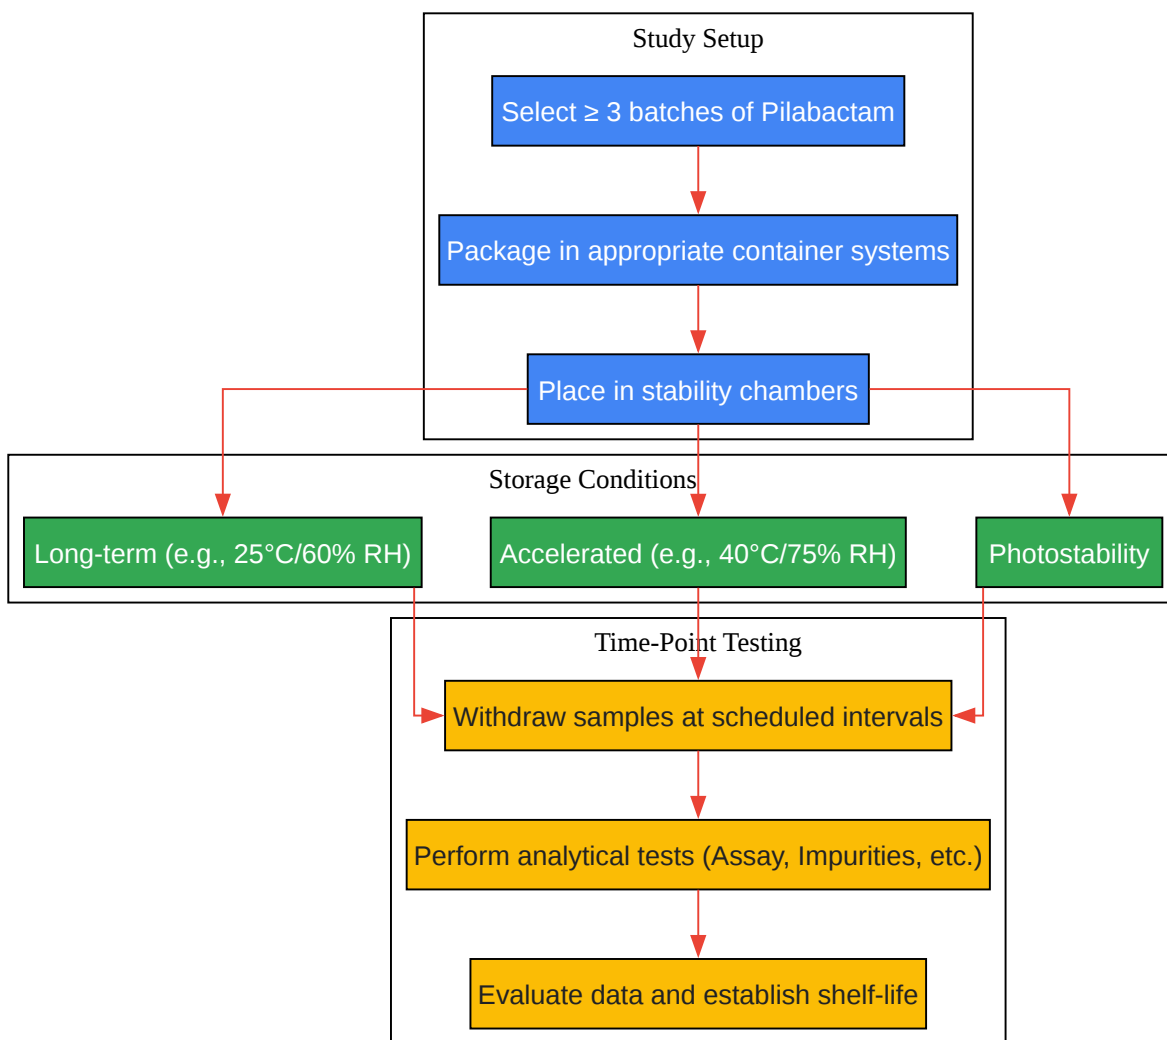 Study Setup
Select ≥ 3 batches of Pilabactam
Package in appropriate container systems
Place in stability chambers
Storage Conditions
Long-term (e.g., 25°C/60% RH)
Accelerated (e.g., 40°C/75% RH)
Photostability
Time-Point Testing
Withdraw samples at scheduled intervals
Perform analytical tests (Assay, Impurities, etc.)
Evaluate data and establish shelf-life